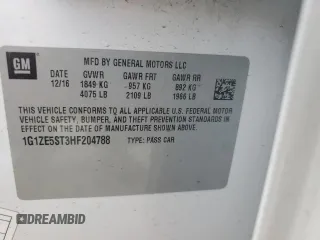 GM
MFD BY GENERAL MOTORS LLC
DATE GVWR GAWR FRT GAWR RR
12/16 1849 KG 957 KG 892 KG
4076 LB 2109 LB 1966 LB
THIS VEHICLE CONFORMS TO ALL APPLICABLE U.S. FEDERAL MOTOR
VEHICLE SAFETY, BUMPER, AND THEFT PREVENTION STANDARDS
IN EFFECT ON THE DATE OF MANUFACTURE SHOWN ABOVE.
1G1ZE5ST3HF204788 TYPE: PASS CAR